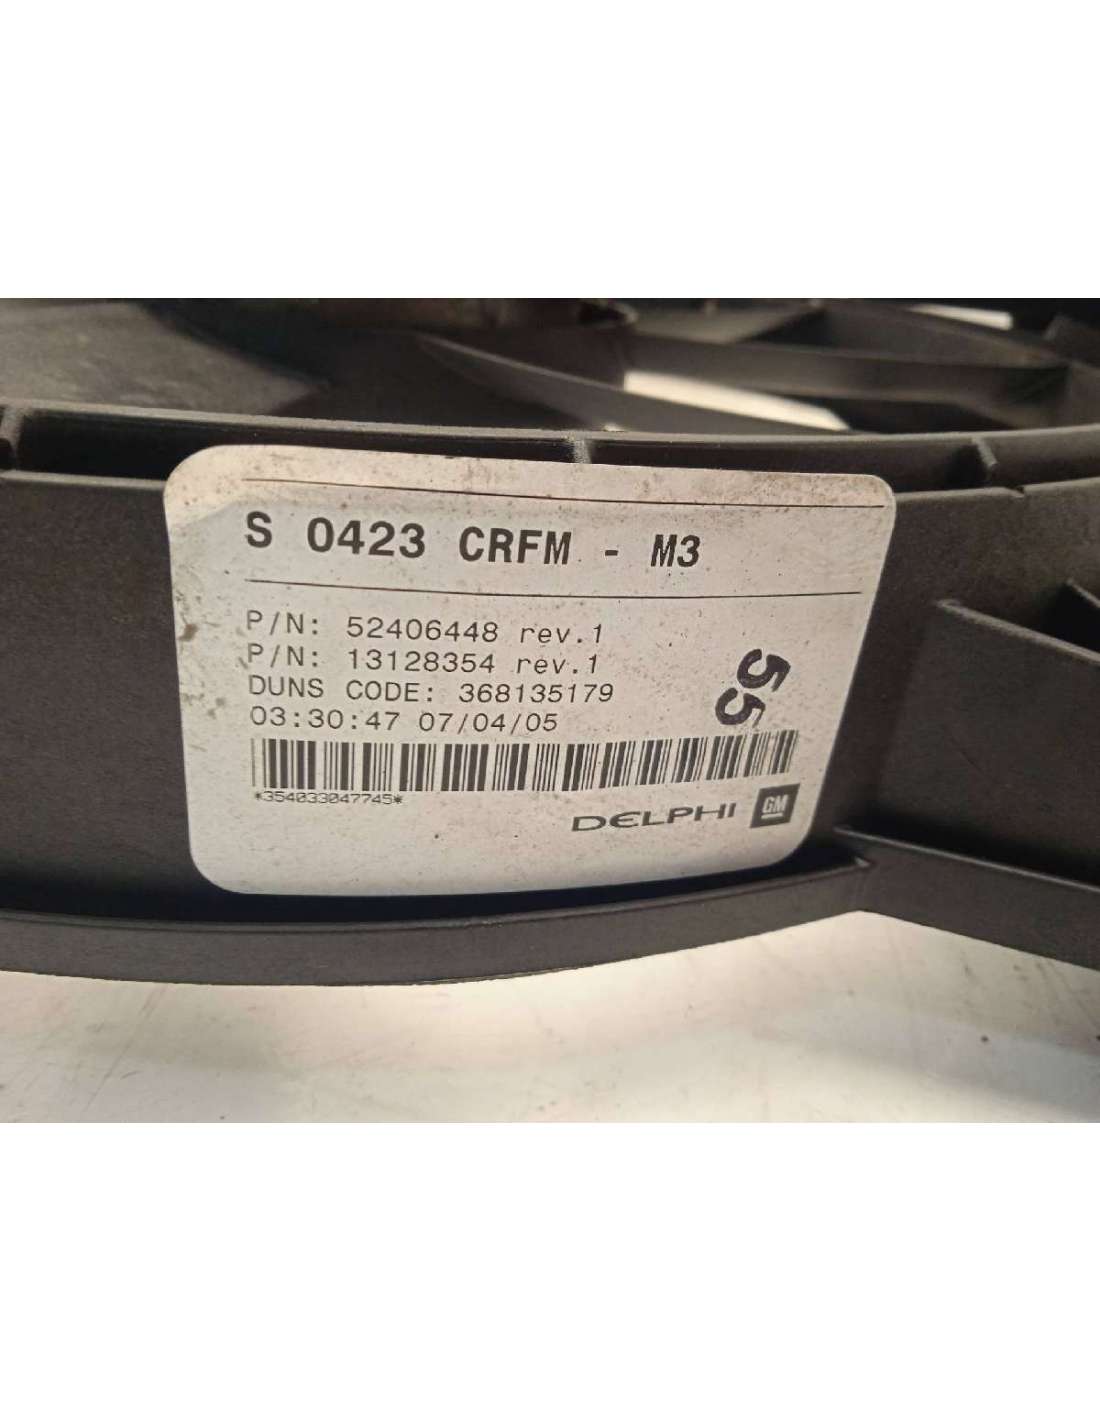 S 0423 CRFM - M3
P/N: 52406448 rev.1
P/N: 13128354 rev.1
DUNS CODE: 368135179
03:30:47 07/04/05
55
*354033047745*
DELPHI GM